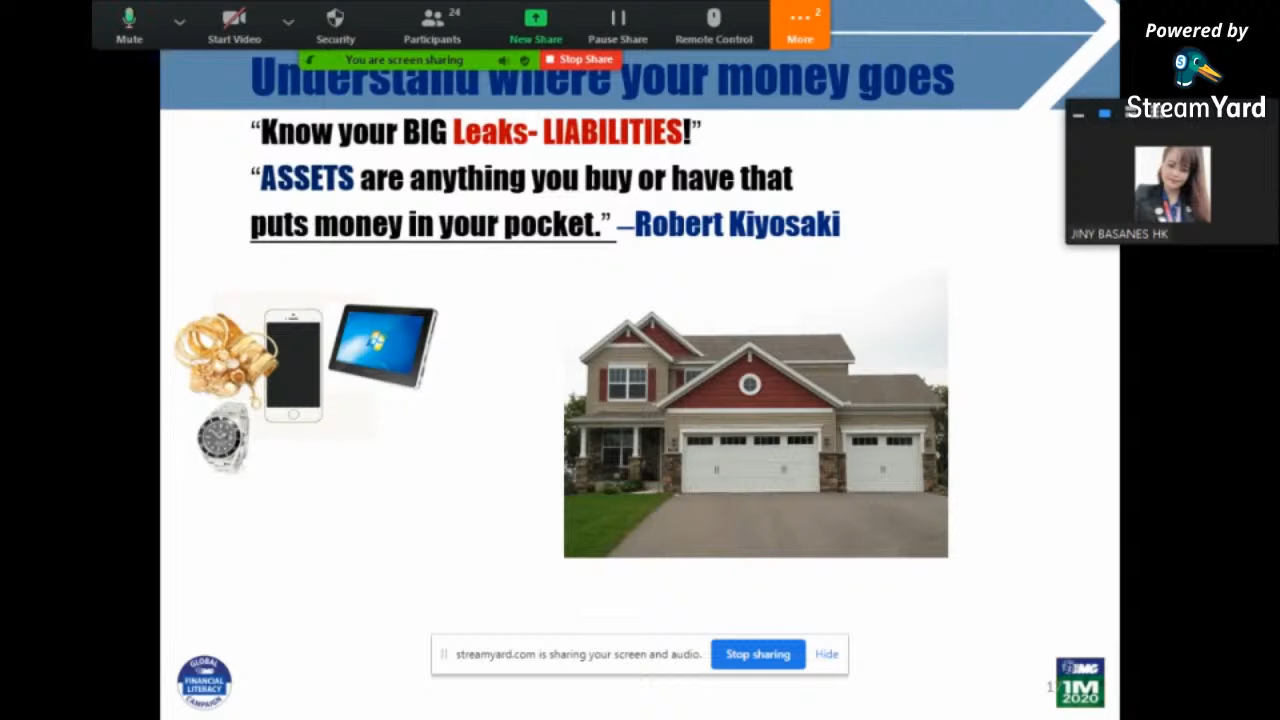 24
2
Mute
Start Video
Security
Participants
New Share
Pause Share
Remote Control
More
You are screen sharing
Stop Share
Powered by
StreamYard
Understand where your money goes
“Know your BIG Leaks- LIABILITIES!”
“ASSETS are anything you buy or have that
puts money in your pocket.” –Robert Kiyosaki
JINY BASANES HK
streamyard.com is sharing your screen and audio.
Stop sharing
Hide
GLOBAL
IMG
FINANCIAL
LITERACY
CAMPAIGN
IMG
1M
2020